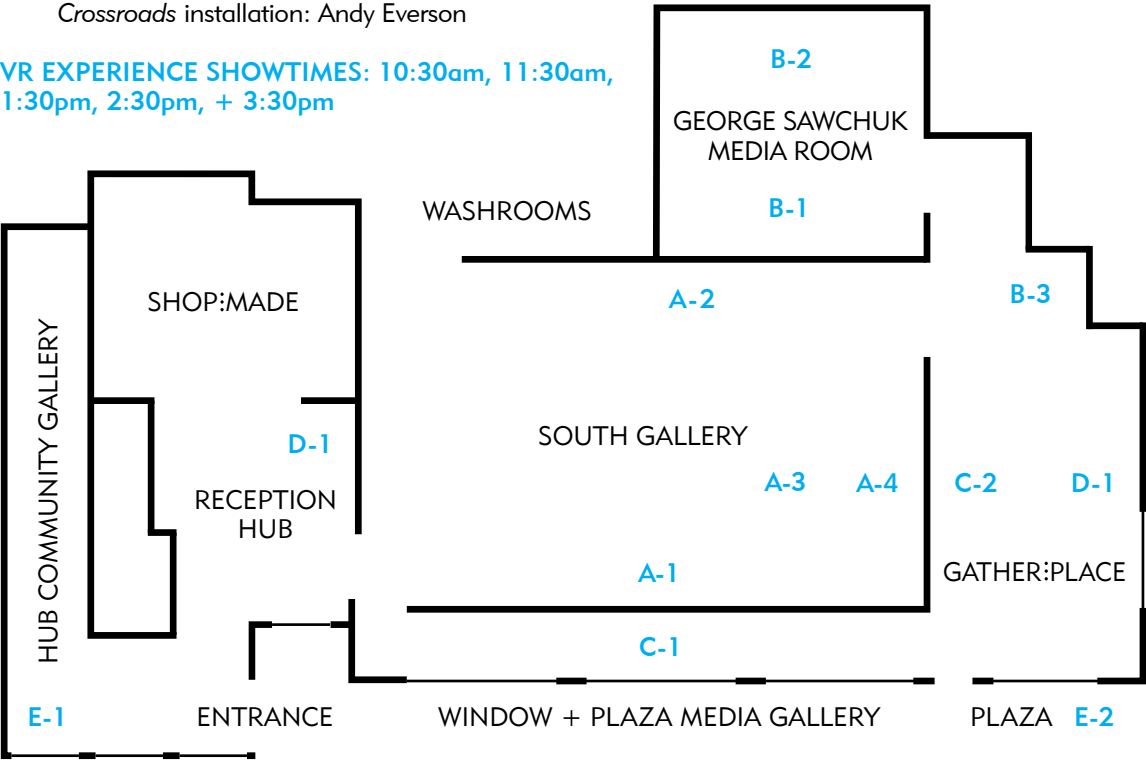 Crossroads installation: Andy Everson
VR EXPERIENCE SHOWTIMES: 10:30am, 11:30am,
1:30pm, 2:30pm, + 3:30pm
B-2
GEORGE SAWCHUK
MEDIA ROOM
B-1
WASHROOMS
A-2
B-3
SHOP⁝MADE
HUB COMMUNITY GALLERY
D-1
SOUTH GALLERY
A-3 A-4 C-2 D-1
RECEPTION
HUB
A-1
GATHER⁝PLACE
C-1
E-1
ENTRANCE
WINDOW + PLAZA MEDIA GALLERY
PLAZA E-2